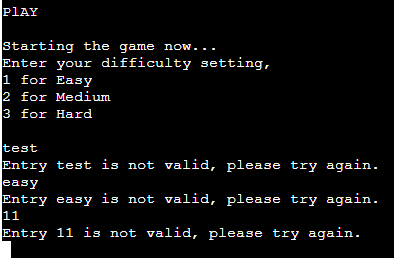 PlAY
Starting the game now...
Enter your difficulty setting,
1 for Easy
2 for Medium
3 for Hard
test
Entry test is not valid, please try again.
easy
Entry easy is not valid, please try again.
11
Entry 11 is not valid, please try again.